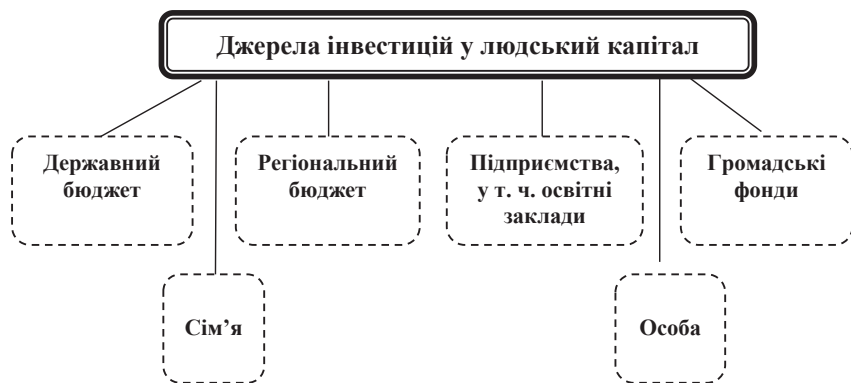 Джерела інвестицій у людський капітал
Державний
бюджет
Регіональний
бюджет
Підприємства,
у т. ч. освітні
заклади
Громадські
фонди
Сім’я
Особа